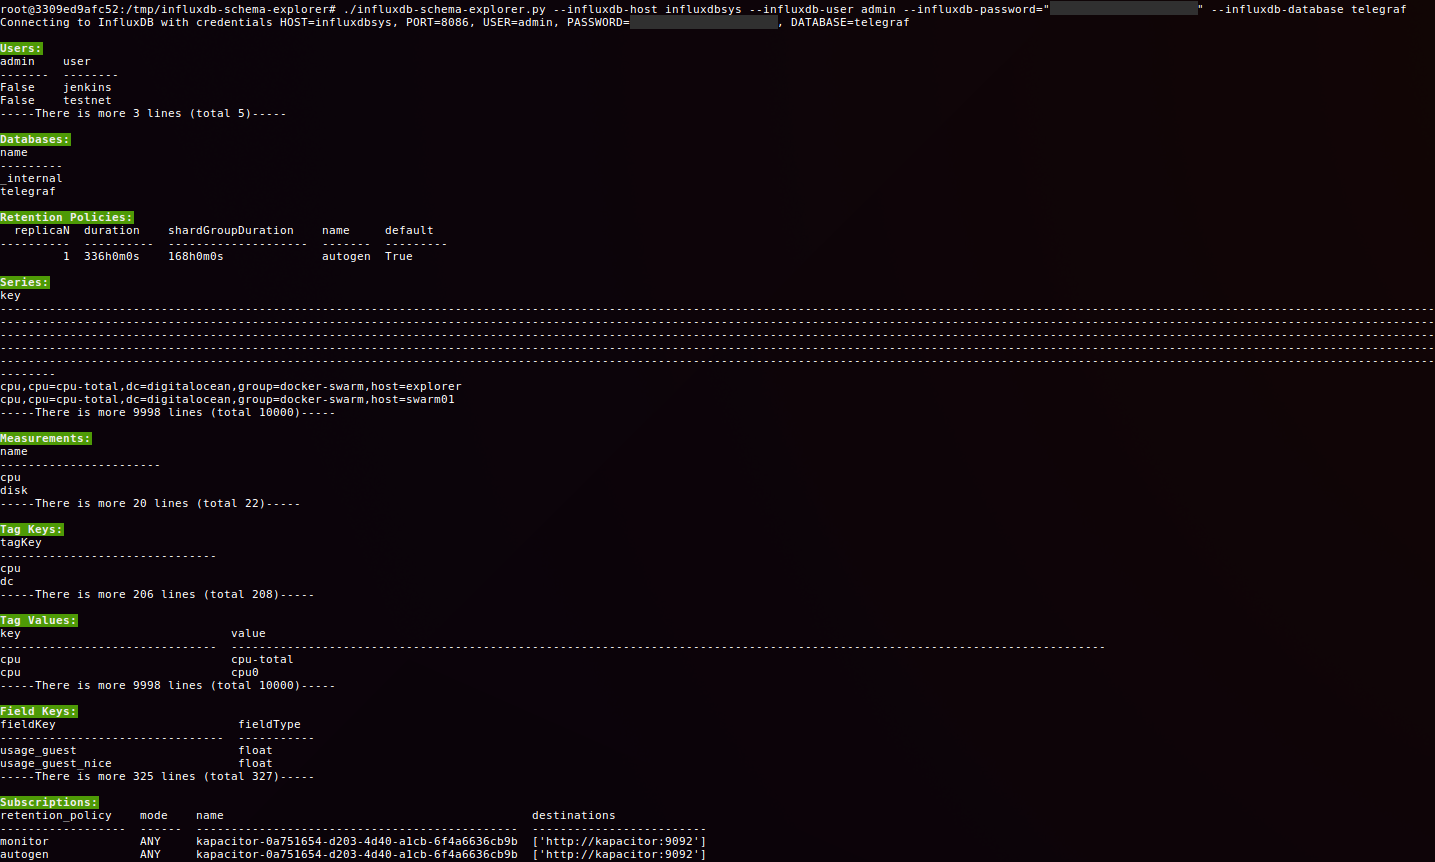 root@3309ed9afc52:/tmp/influxdb-schema-explorer# ./influxdb-schema-explorer.py --influxdb-host influxdbsys --influxdb-user admin --influxdb-password=" " --influxdb-database telegraf
Connecting to InfluxDB with credentials HOST=influxdbsys, PORT=8086, USER=admin, PASSWORD= , DATABASE=telegraf
Users:
admin    user
-------  --------
False    jenkins
False    testnet
-----There is more 3 lines (total 5)-----
Databases:
name
---------
_internal
telegraf
Retention Policies:
  replicaN  duration    shardGroupDuration    name     default
----------  ----------  --------------------  -------  ---------
         1  336h0m0s    168h0m0s              autogen  True
Series:
key
--------
cpu,cpu=cpu-total,dc=digitalocean,group=docker-swarm,host=explorer
cpu,cpu=cpu-total,dc=digitalocean,group=docker-swarm,host=swarm01
-----There is more 9998 lines (total 10000)-----
Measurements:
name
-----------------------
cpu
disk
-----There is more 20 lines (total 22)-----
Tag Keys:
tagKey
-------------------------------
cpu
dc
-----There is more 206 lines (total 208)-----
Tag Values:
key                              value
cpu                              cpu-total
cpu                              cpu0
-----There is more 9998 lines (total 10000)-----
Field Keys:
fieldKey                          fieldType
--------------------------------  -----------
usage_guest                       float
usage_guest_nice                  float
-----There is more 325 lines (total 327)-----
Subscriptions:
retention_policy    mode    name                                            destinations
------------------  ------  ----------------------------------------------  -------------------------
monitor             ANY     kapacitor-0a751654-d203-4d40-a1cb-6f4a6636cb9b  ['http://kapacitor:9092']
autogen             ANY     kapacitor-0a751654-d203-4d40-a1cb-6f4a6636cb9b  ['http://kapacitor:9092']